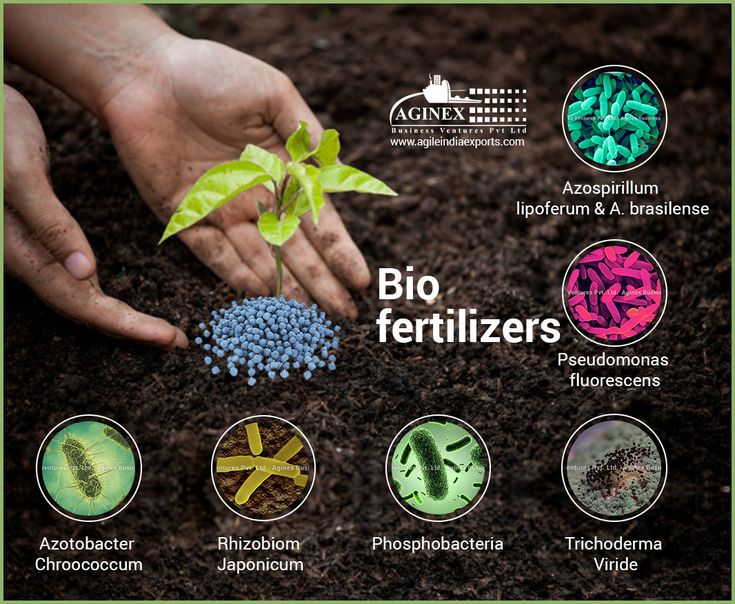 AGINEX
Business Ventures Pvt Ltd
www.agileindiaexports.com
Azospirillum
lipoferum & A. brasilense
Bio
fertilizers
Pseudomonas
fluorescens
Azotobacter
Chroococcum
Rhizobiom
Japonicum
Phosphobacteria
Trichoderma
Viride